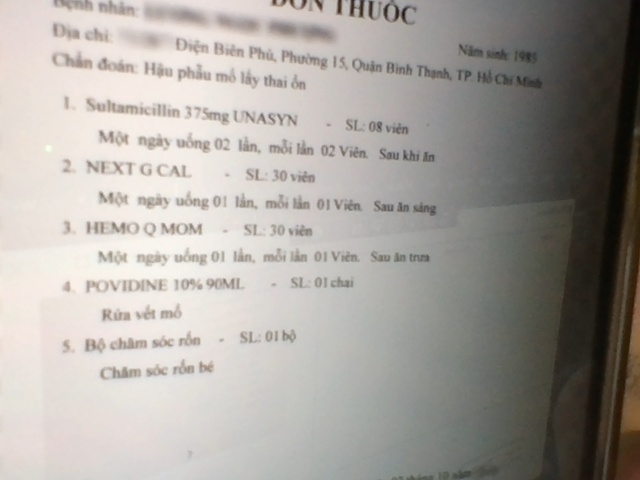 ĐƠN THUỐC
Bệnh nhân:
Năm sinh: 1985
Địa chỉ: Điện Biên Phủ, Phường 15, Quận Bình Thạnh, TP Hồ Chí Minh
Chẩn đoán: Hậu phẫu mổ lấy thai ổn
1. Sultamicillin 375mg UNASYN - SL: 08 viên
Một ngày uống 02 lần, mỗi lần 02 Viên. Sau khi ăn
2. NEXT G CAL - SL: 30 viên
Một ngày uống 01 lần, mỗi lần 01 Viên. Sau ăn sáng
3. HEMO Q MOM - SL: 30 viên
Một ngày uống 01 lần, mỗi lần 01 Viên. Sau ăn trưa
4. POVIDINE 10% 90ML - SL: 01 chai
Rửa vết mổ
5. Bộ chăm sóc rốn - SL: 01 bộ
Chăm sóc rốn bé
tháng 10 năm